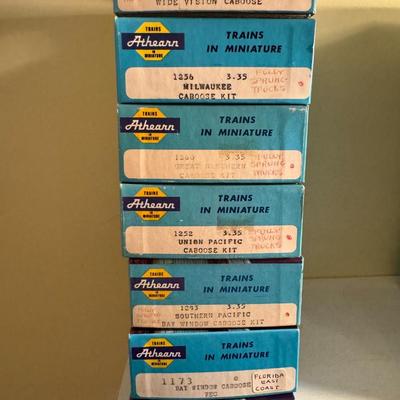 WIDE VISION CABOOSE
TRAINS
Athearn
IN
MINIATURE
TRAINS
IN MINIATURE
1256 3.35
MILWAUKEE
CABOOSE KIT
FULLY
SPRUNG
TRUCKS
TRAINS
Athearn
IN
MINIATURE
TRAINS
IN MINIATURE
1260 3.35
GREAT NORTHERN
CABOOSE KIT
FULLY
SPRUNG
TRUCKS
TRAINS
Athearn
IN
MINIATURE
TRAINS
IN MINIATURE
1252 3.35
UNION PACIFIC
CABOOSE KIT
FULLY
SPRUNG
TRUCKS
TRAINS
Athearn
IN
MINIATURE
TRAINS
IN MINIATURE
1293 3.35
SOUTHERN PACIFIC
BAY WINDOW CABOOSE KIT
TRAINS
Athearn
IN
MINIATURE
TRAINS
IN MINIATURE
1173
BAY WINDOW CABOOSE
FEC
FLORIDA
EAST
COAST